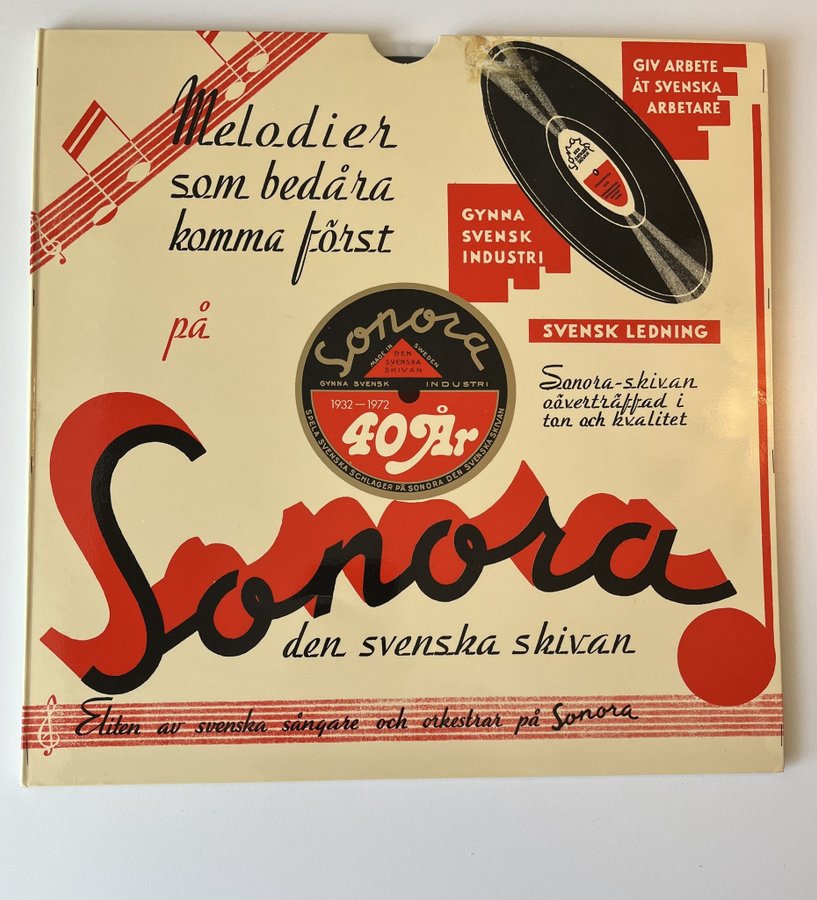 Melodier
som bedåra
komma först
på
GIV ARBETE
ÅT SVENSKA
ARBETARE
GYNNA
SVENSK
INDUSTRI
SVENSK LEDNING
Sonora-skivan
oöverträffad i
ton och kvalitet
Sonora
MADE IN SWEDEN
DEN
SVENSKA
SKIVAN
GYNNA SVENSK INDUSTRI
1932—1972
40 År
SPELA SVENSKA SCHLAGER PÅ SONORA DEN SVENSKA SKIVAN
Sonora
den svenska skivan
Eliten av svenska sångare och orkestrar på Sonora